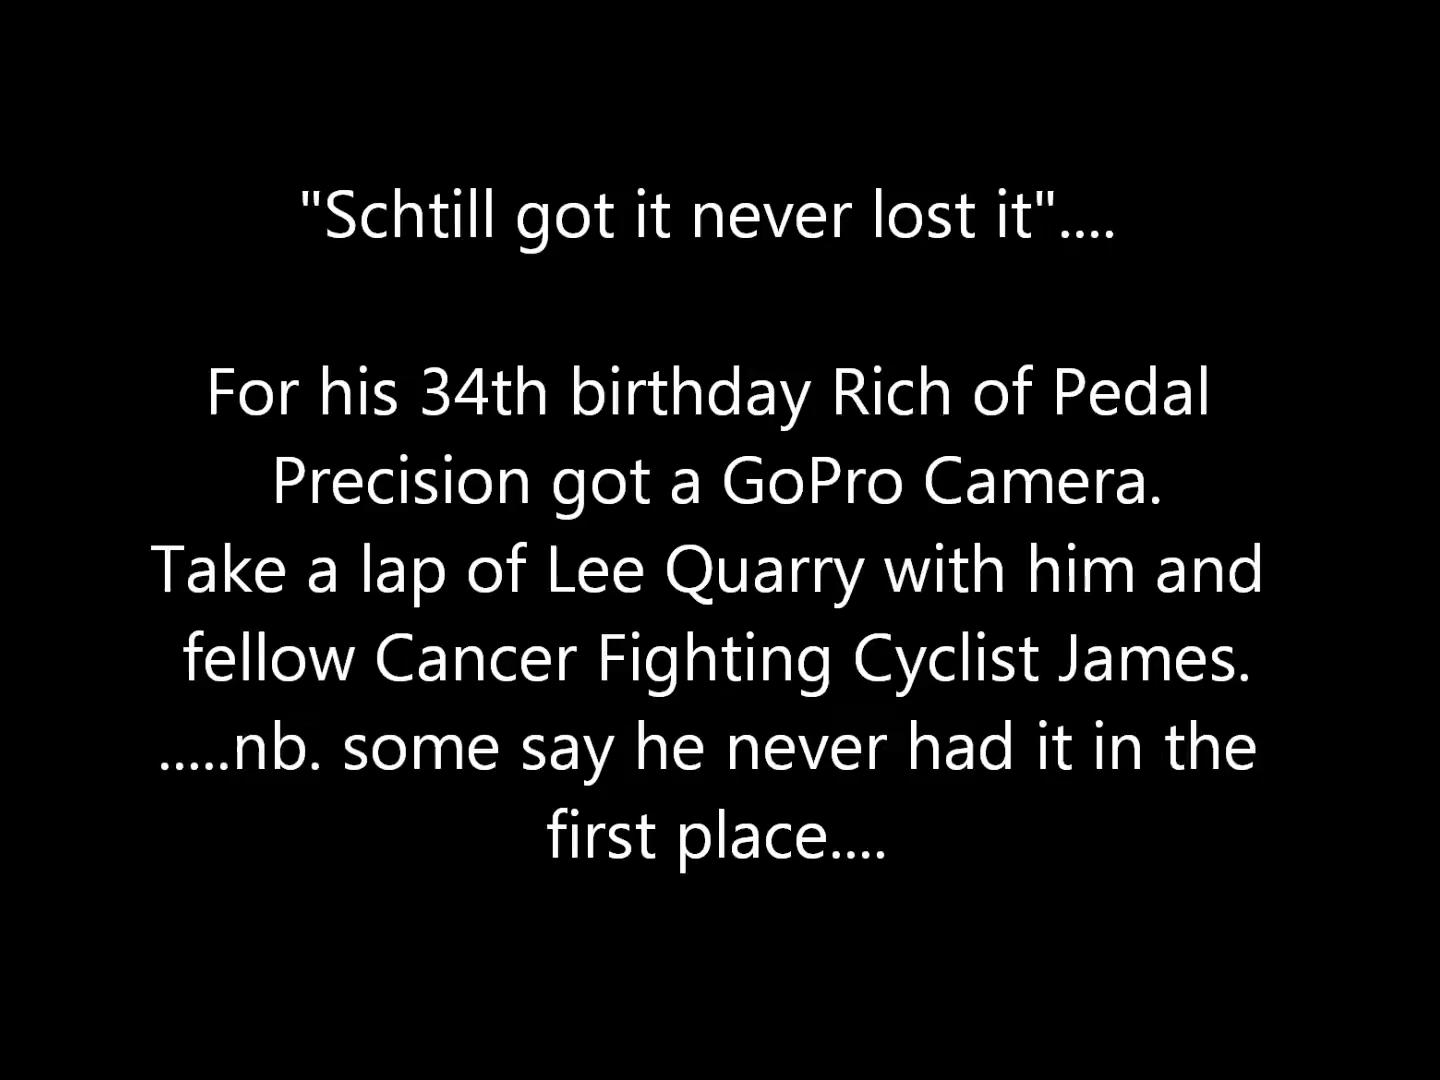 "Schtill got it never lost it"....
For his 34th birthday Rich of Pedal
Precision got a GoPro Camera.
Take a lap of Lee Quarry with him and
fellow Cancer Fighting Cyclist James.
.....nb. some say he never had it in the
first place....